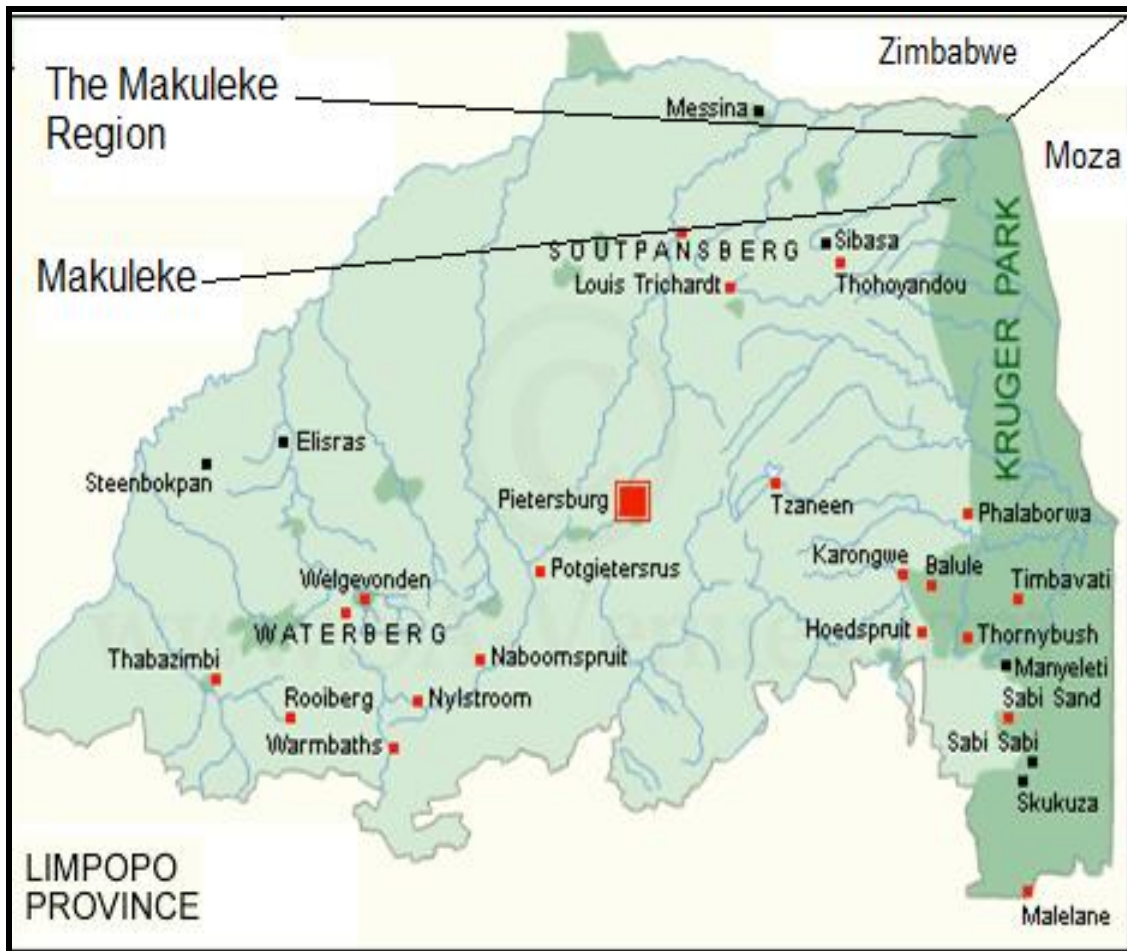 Zimbabwe
The Makuleke
Region
Messina
Moza
Makuleke
SOUTPANSBERG
Sibasa
Louis Trichardt
Thohoyandou
KRUGER PARK
Elisras
Steenbokpan
Pietersburg
Tzaneen
Phalaborwa
Karongwe
Balule
Timbavati
Potgietersrus
Welgevonden
WATERBERG
Hoedspruit
Thornybush
Naboomspruit
Manyeleti
Thabazimbi
Rooiberg
Nylstroom
Sabi Sand
Warmbaths
Sabi Sabi
Skukuza
LIMPOPO
PROVINCE
Malelane